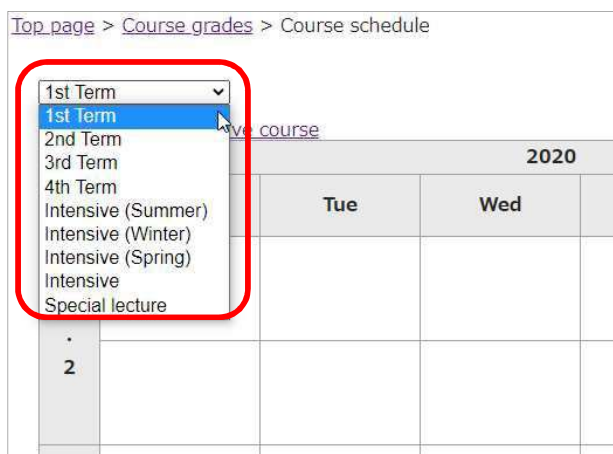 Top page > Course grades > Course schedule
1st Term
1st Term
2nd Term
3rd Term
4th Term
Intensive (Summer)
Intensive (Winter)
Intensive (Spring)
Intensive
Special lecture
course
2020
Tue Wed
.
2